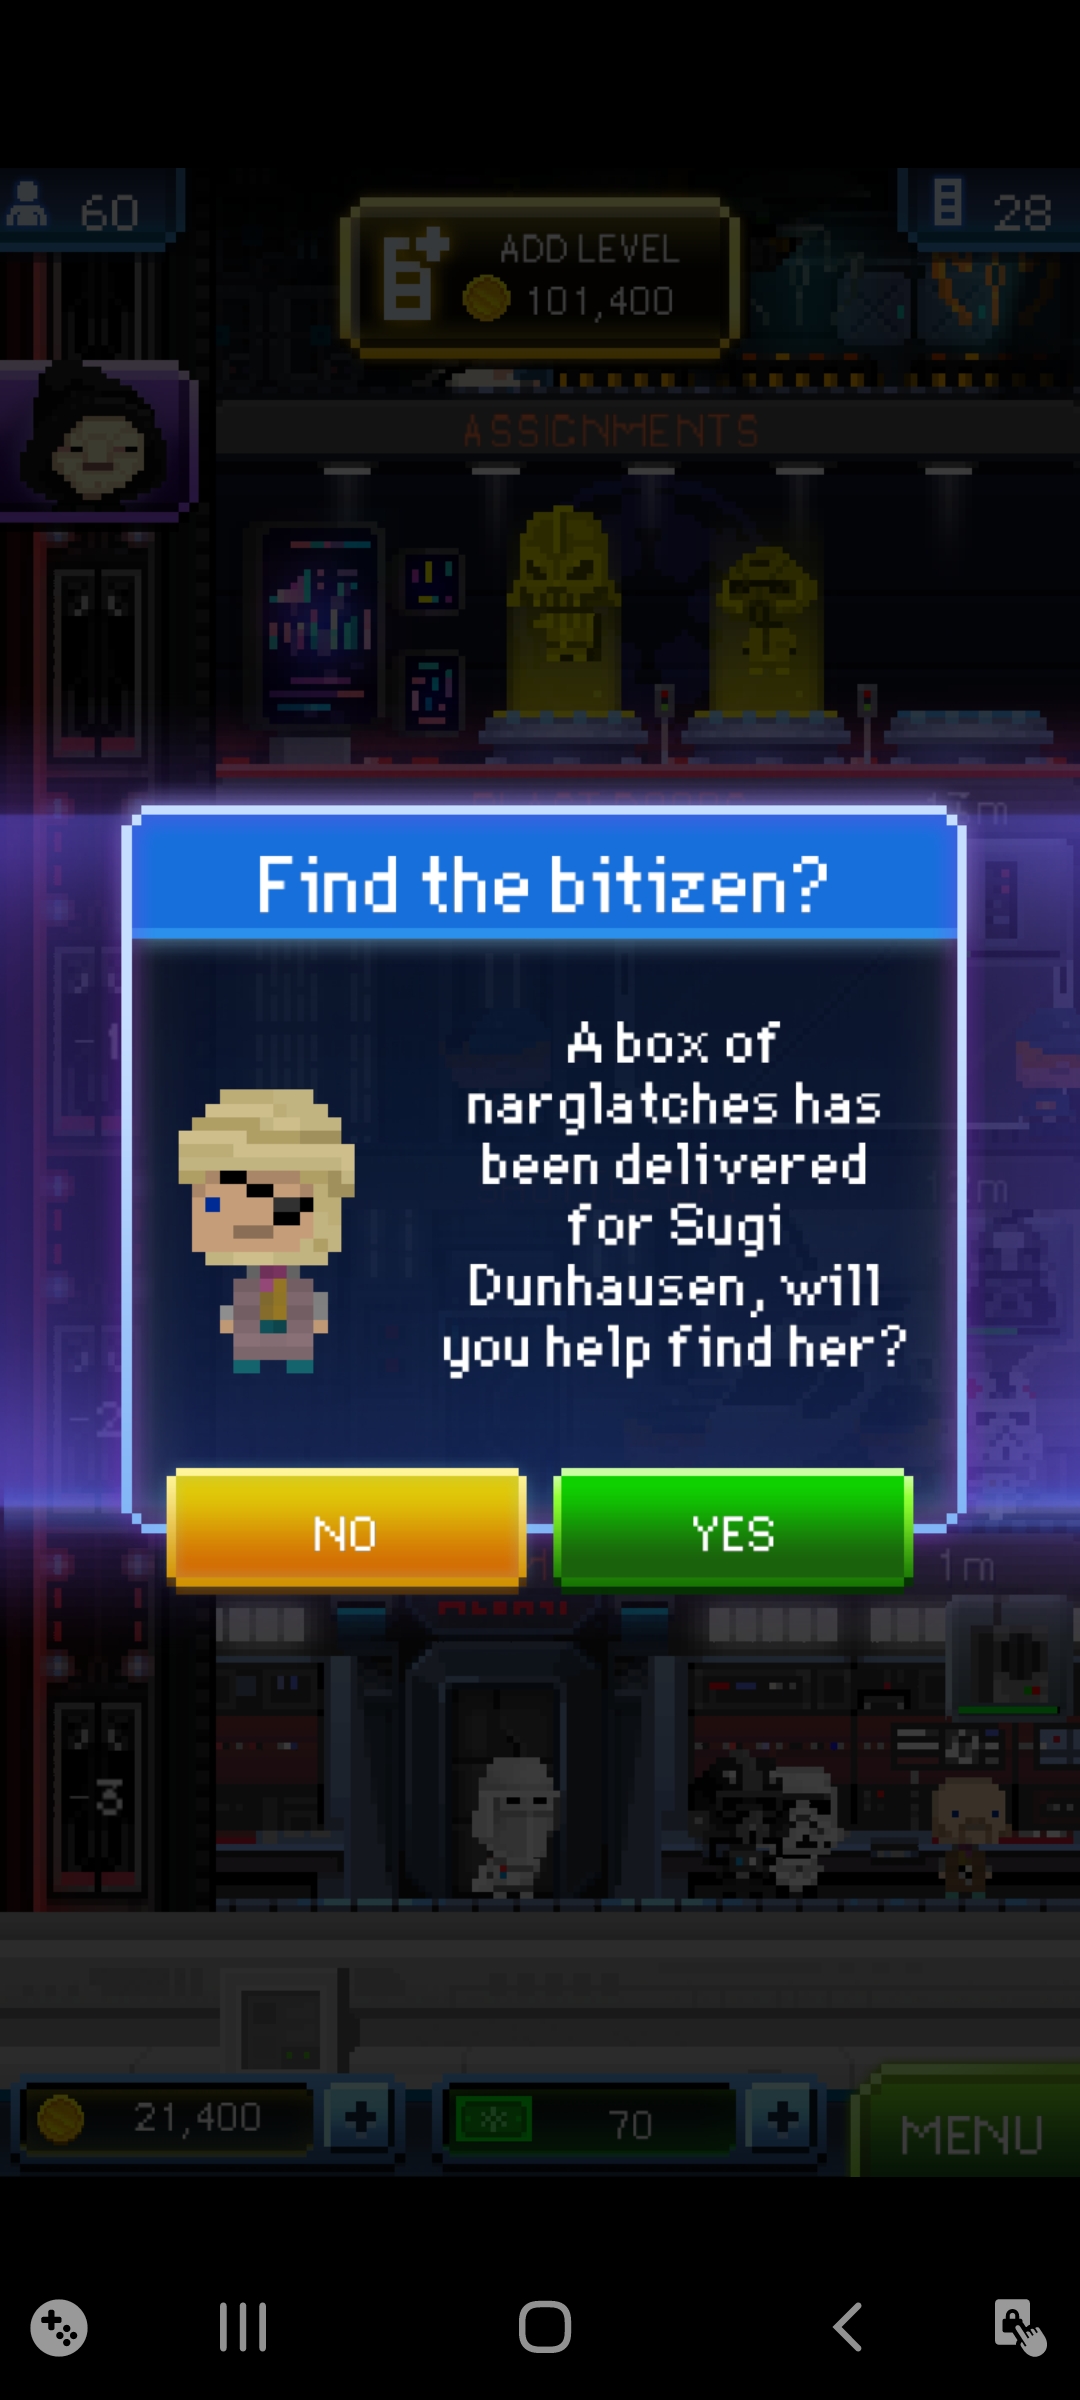 60
ADD LEVEL
101,400
28
ASSIGNMENTS
Find the bitizen?
A box of
narglatches has
been delivered
for Sugi
Dunhausen, will
you help find her?
NO
YES
1m
-3
21,400
70
MENU